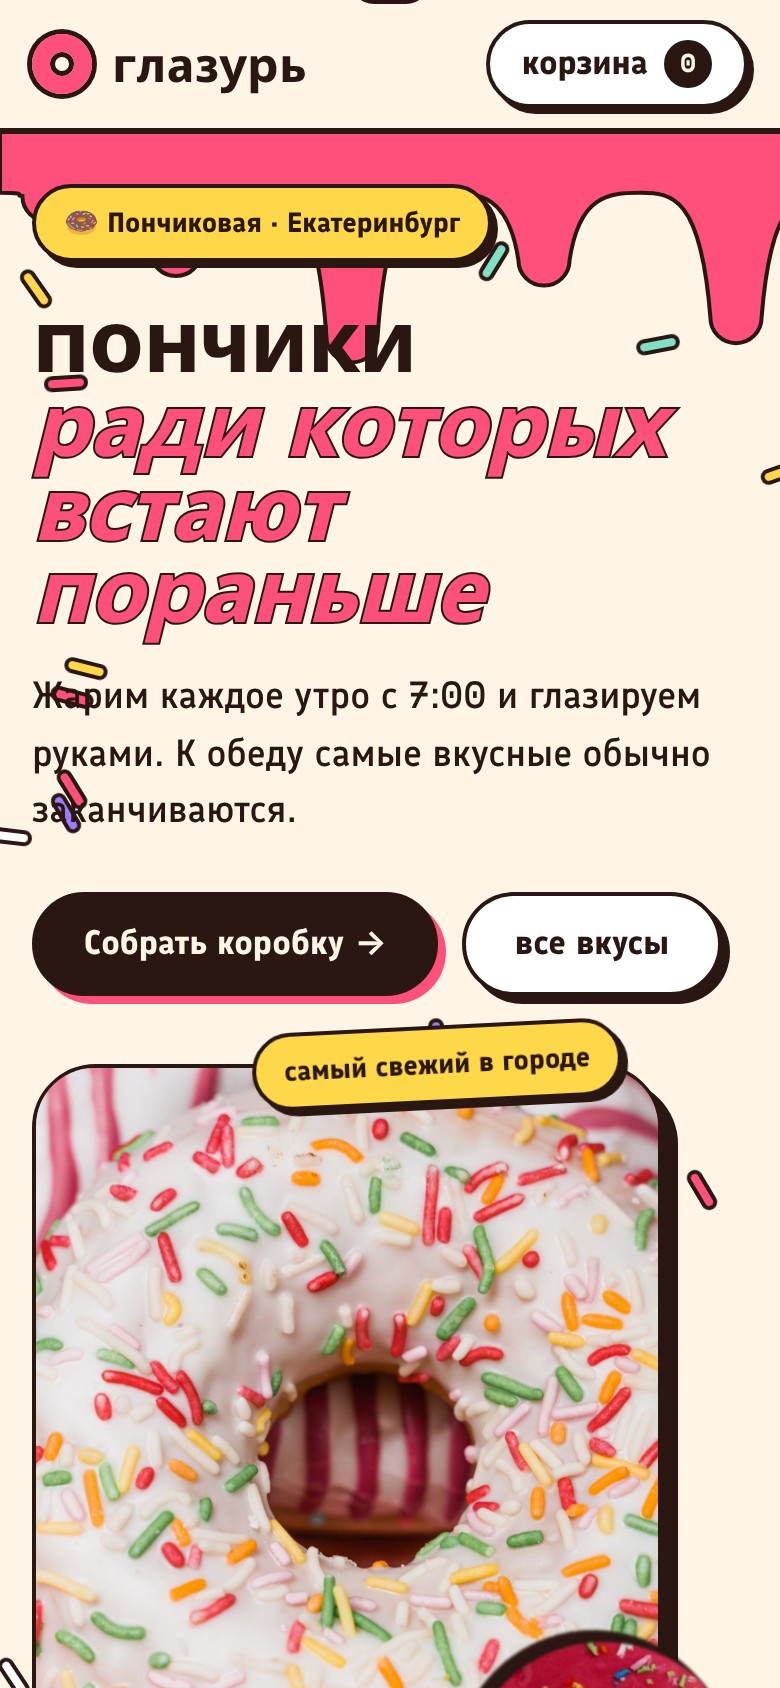 глазурь
корзина 0
Пончиковая · Екатеринбург
пончики
ради которых
встают
пораньше
Жарим каждое утро с 7:00 и глазируем
руками. К обеду самые вкусные обычно
заканчиваются.
Собрать коробку →
все вкусы
самый свежий в городе